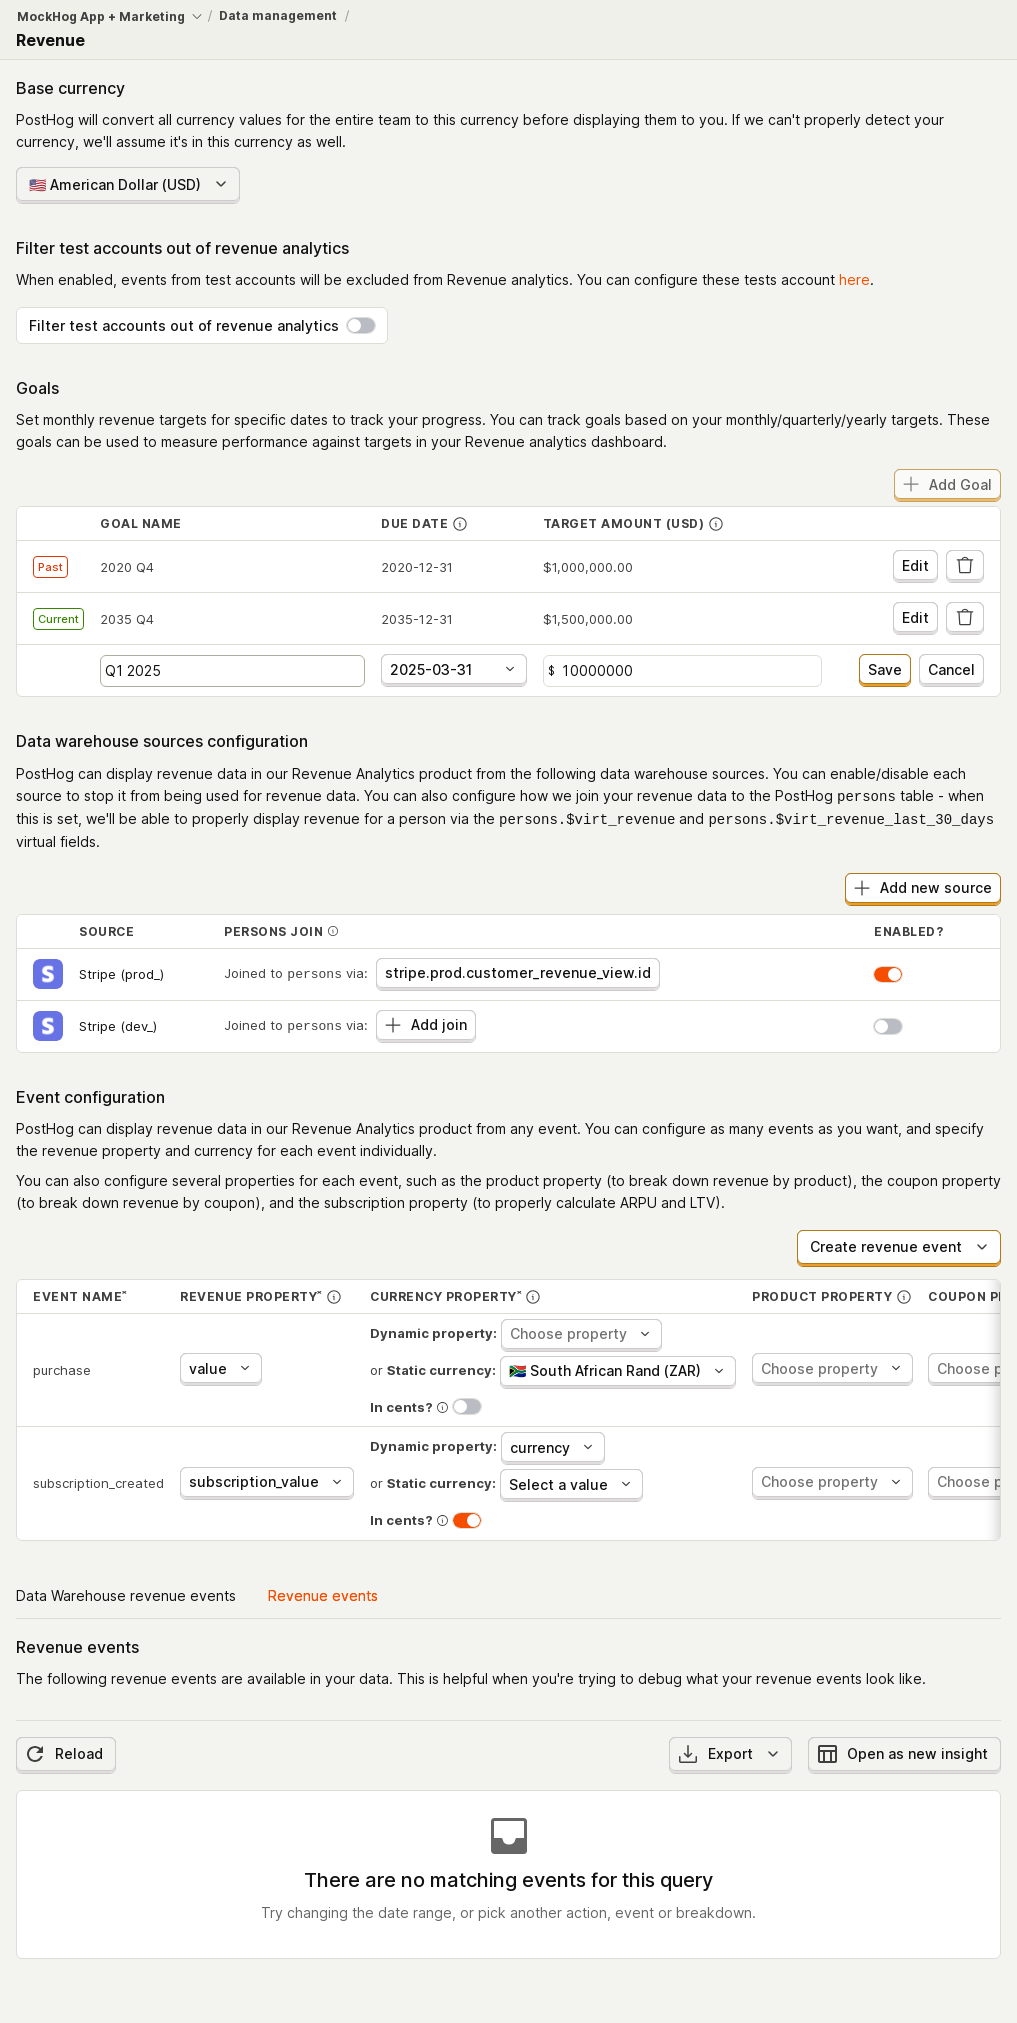 MockHog App + Marketing / Data management /
Revenue
Base currency
PostHog will convert all currency values for the entire team to this currency before displaying them to you. If we can't properly detect your
currency, we'll assume it's in this currency as well.
🇺🇸 American Dollar (USD)
Filter test accounts out of revenue analytics
When enabled, events from test accounts will be excluded from Revenue analytics. You can configure these tests account here.
Filter test accounts out of revenue analytics
Goals
Set monthly revenue targets for specific dates to track your progress. You can track goals based on your monthly/quarterly/yearly targets. These
goals can be used to measure performance against targets in your Revenue analytics dashboard.
Add Goal
GOAL NAME DUE DATE TARGET AMOUNT (USD)
Past 2020 Q4 2020-12-31 $1,000,000.00 Edit
Current 2035 Q4 2035-12-31 $1,500,000.00 Edit
Q1 2025 2025-03-31 $ 10000000 Save Cancel
Data warehouse sources configuration
PostHog can display revenue data in our Revenue Analytics product from the following data warehouse sources. You can enable/disable each
source to stop it from being used for revenue data. You can also configure how we join your revenue data to the PostHog persons table - when
this is set, we'll be able to properly display revenue for a person via the persons.$virt_revenue and persons.$virt_revenue_last_30_days
virtual fields.
Add new source
SOURCE PERSONS JOIN ENABLED?
S Stripe (prod_) Joined to persons via: stripe.prod.customer_revenue_view.id
S Stripe (dev_) Joined to persons via: Add join
Event configuration
PostHog can display revenue data in our Revenue Analytics product from any event. You can configure as many events as you want, and specify
the revenue property and currency for each event individually.
You can also configure several properties for each event, such as the product property (to break down revenue by product), the coupon property
(to break down revenue by coupon), and the subscription property (to properly calculate ARPU and LTV).
Create revenue event
EVENT NAME* REVENUE PROPERTY* CURRENCY PROPERTY* PRODUCT PROPERTY COUPON
Dynamic property: Choose property
purchase value or Static currency: 🇿🇦 South African Rand (ZAR) Choose property Choose
In cents?
Dynamic property: currency
subscription_created subscription_value or Static currency: Select a value Choose property Choose
In cents?
Data Warehouse revenue events Revenue events
Revenue events
The following revenue events are available in your data. This is helpful when you're trying to debug what your revenue events look like.
Reload Export Open as new insight
There are no matching events for this query
Try changing the date range, or pick another action, event or breakdown.